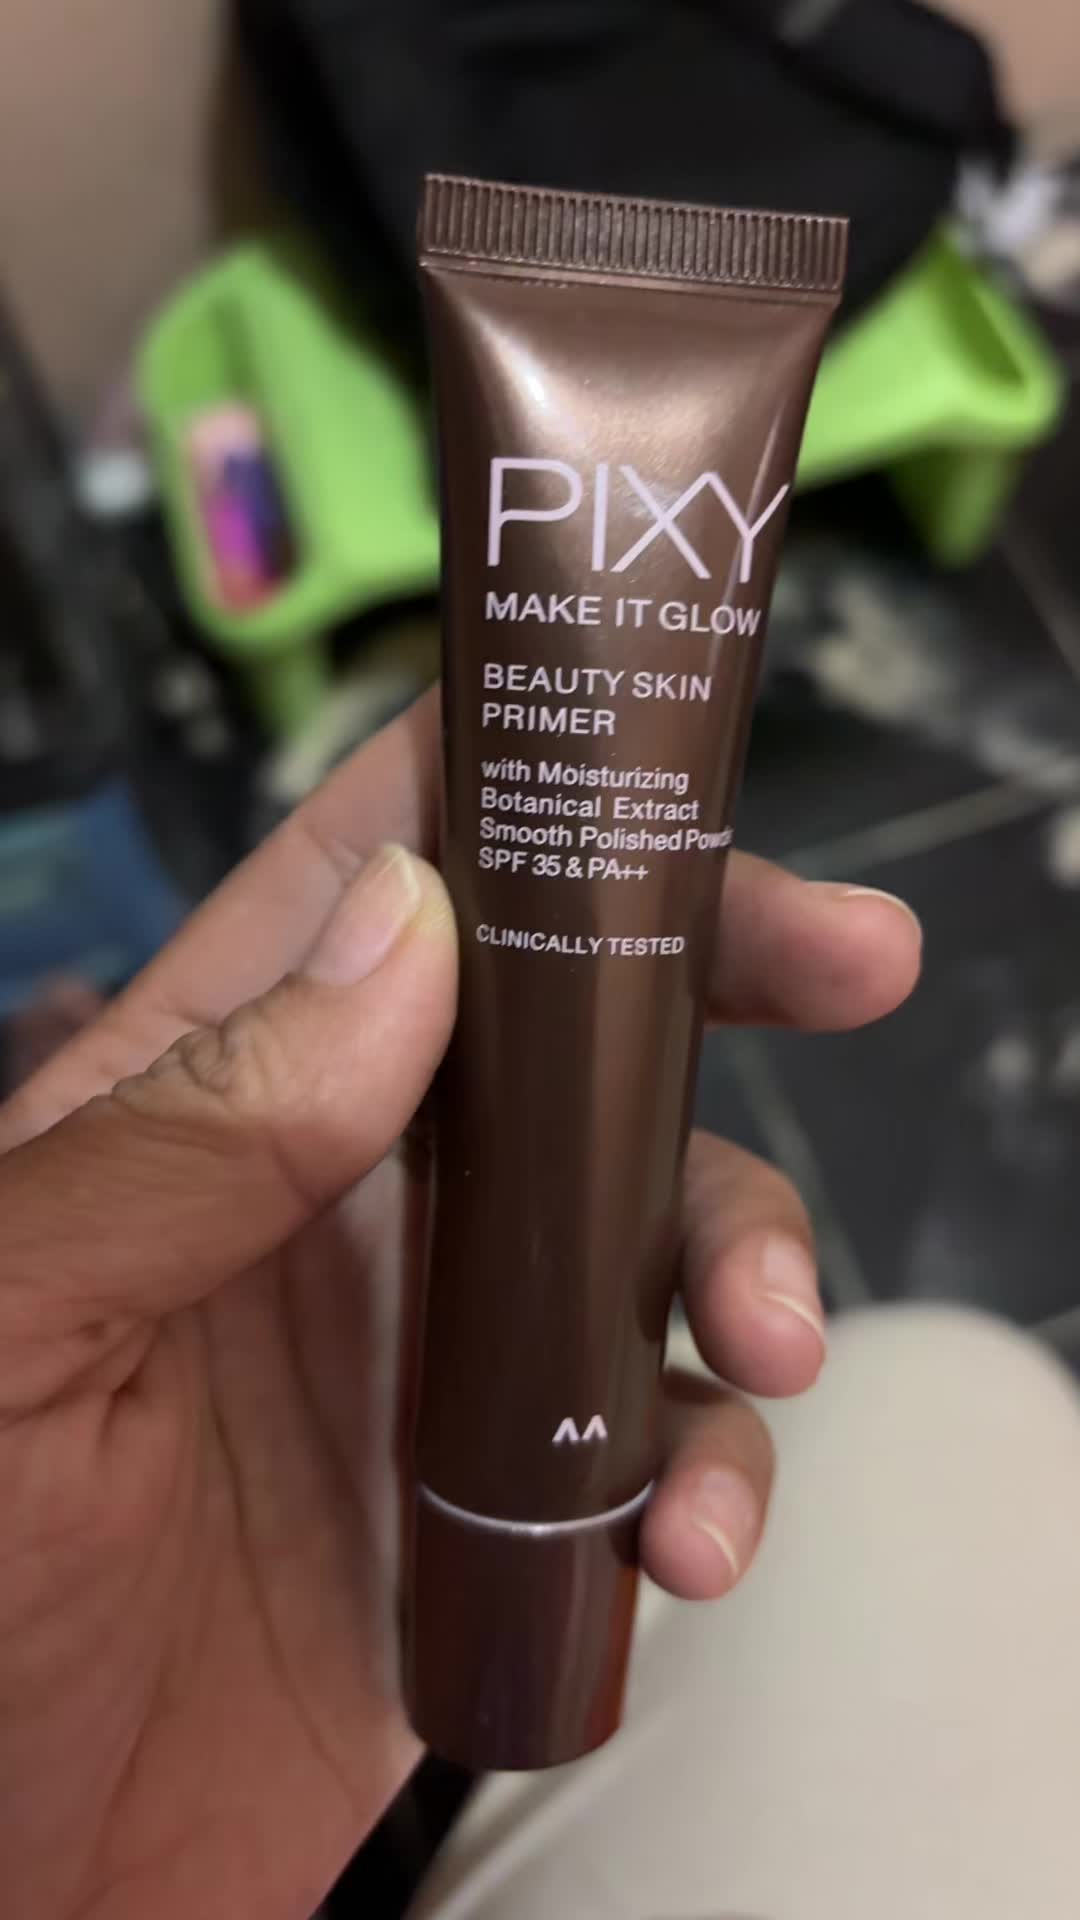 PIXY
MAKE IT GLOW
BEAUTY SKIN
PRIMER
with Moisturizing
Botanical Extract
Smooth Polished
SPF 35 & PA++
CLINICALLY TESTED